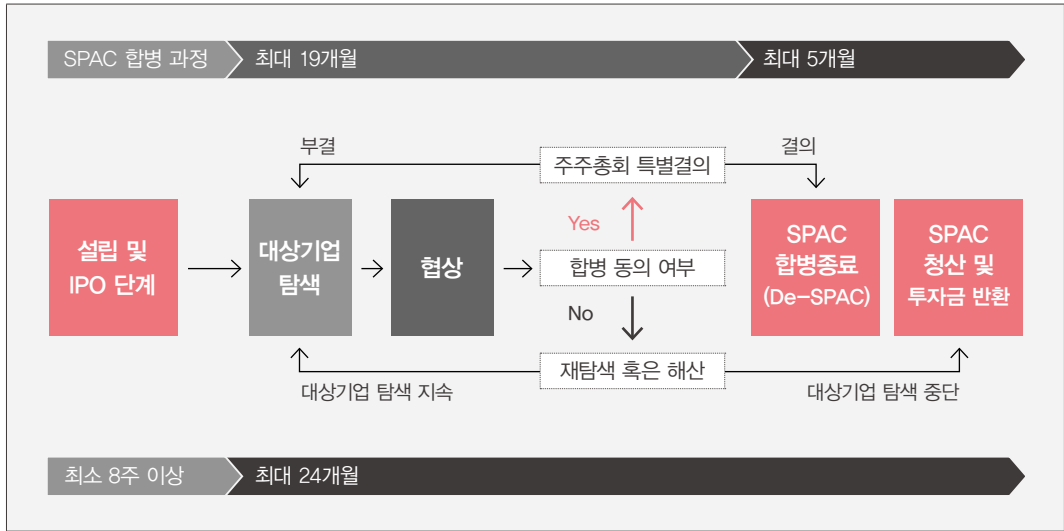 SPAC 합병 과정
최대 19개월
최대 5개월
부결
주주총회 특별결의
결의
설립 및
IPO 단계
대상기업
탐색
협상
Yes
합병 동의 여부
No
SPAC
합병종료
(De-SPAC)
SPAC
청산 및
투자금 반환
대상기업 탐색 지속
재탐색 혹은 해산
대상기업 탐색 중단
최소 8주 이상
최대 24개월